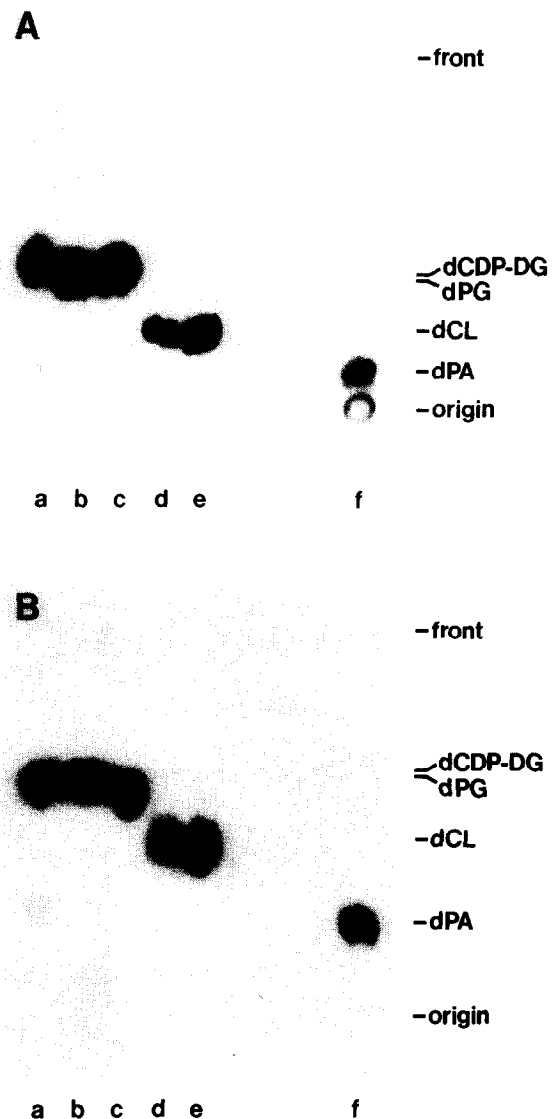 A
-front
dCDP-DG
dPG
-dCL
-dPA
-origin
a b c d e f
B
-front
dCDP-DG
dPG
-dCL
-dPA
-origin
a b c d e f